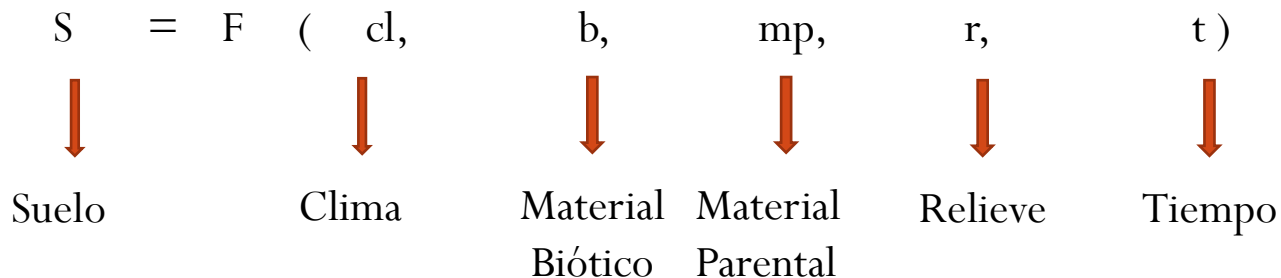 S = F ( cl, b, mp, r, t )
Suelo Clima Material Material Relieve Tiempo
Biótico Parental